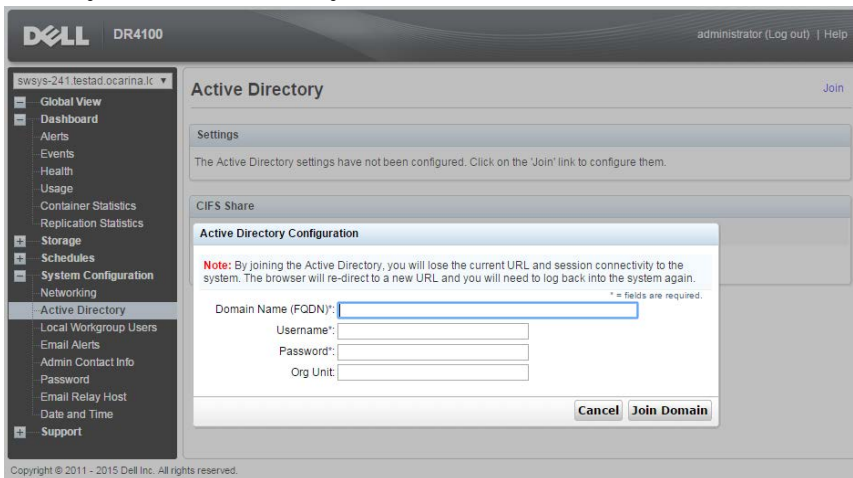 DELL DR4100
administrator (Log out) | Help
swsys-241.testad.ocarina.lc
Global View
Dashboard
Alerts
Events
Health
Usage
Container Statistics
Replication Statistics
Storage
Schedules
System Configuration
Networking
Active Directory
Local Workgroup Users
Email Alerts
Admin Contact Info
Password
Email Relay Host
Date and Time
Support
Active Directory
Join
Settings
The Active Directory settings have not been configured. Click on the 'Join' link to configure them.
CIFS Share
Active Directory Configuration
Note: By joining the Active Directory, you will lose the current URL and session connectivity to the
system. The browser will re-direct to a new URL and you will need to log back into the system again.
* = fields are required.
Domain Name (FQDN)*:
Username*:
Password*:
Org Unit:
Cancel Join Domain
Copyright © 2011 - 2015 Dell Inc. All rights reserved.